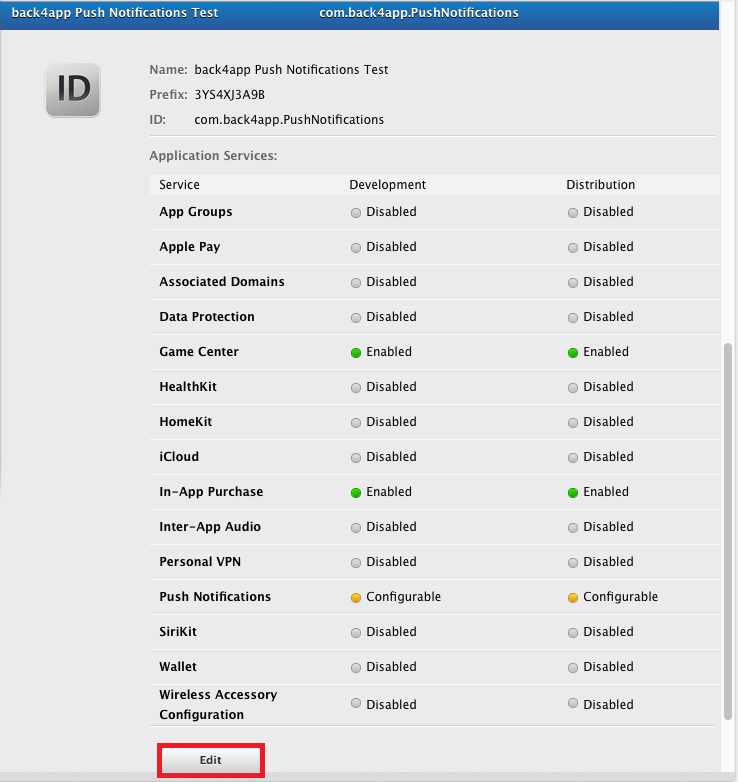 back4app Push Notifications Test com.back4app.PushNotifications
ID
Name: back4app Push Notifications Test
Prefix: 3YS4XJ3A9B
ID: com.back4app.PushNotifications
Application Services:
Service Development Distribution
App Groups Disabled Disabled
Apple Pay Disabled Disabled
Associated Domains Disabled Disabled
Data Protection Disabled Disabled
Game Center Enabled Enabled
HealthKit Disabled Disabled
HomeKit Disabled Disabled
iCloud Disabled Disabled
In-App Purchase Enabled Enabled
Inter-App Audio Disabled Disabled
Personal VPN Disabled Disabled
Push Notifications Configurable Configurable
SiriKit Disabled Disabled
Wallet Disabled Disabled
Wireless Accessory
Configuration Disabled Disabled
Edit